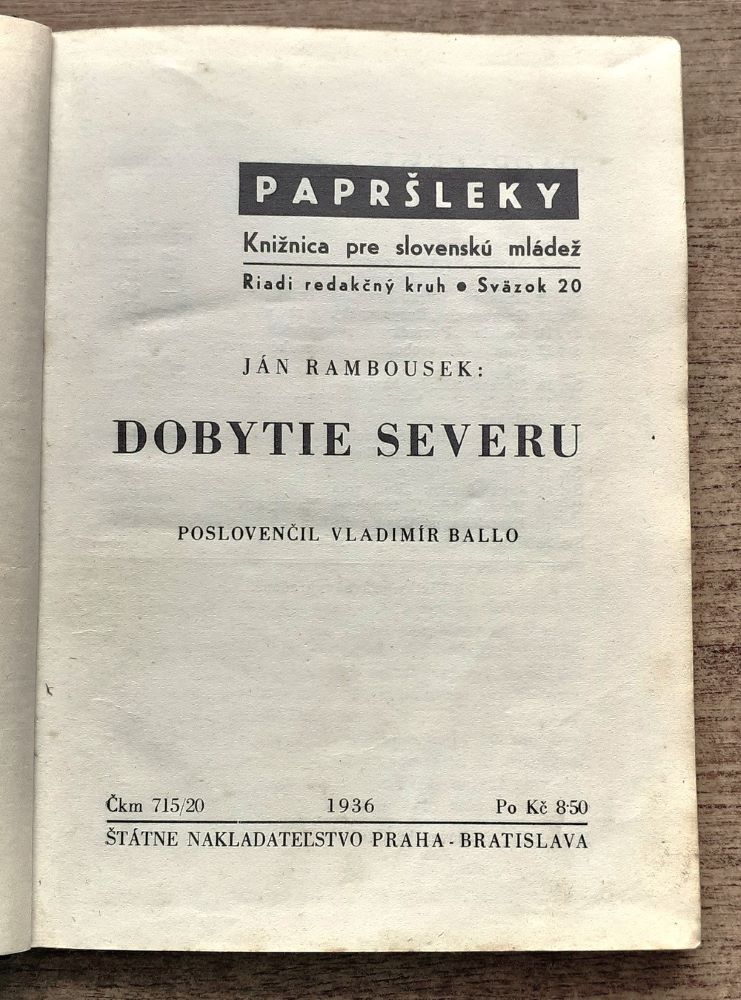 PAPRŠLEKY
Knižnica pre slovenskú mládež
Riadi redakčný kruh • Sväzok 20
JÁN RAMBOUSEK:
DOBYTIE SEVERU
POSLOVENČIL VLADIMÍR BALLO
Čkm 715/20 1936 Po Kč 8·50
ŠTÁTNE NAKLADATEĽSTVO PRAHA - BRATISLAVA